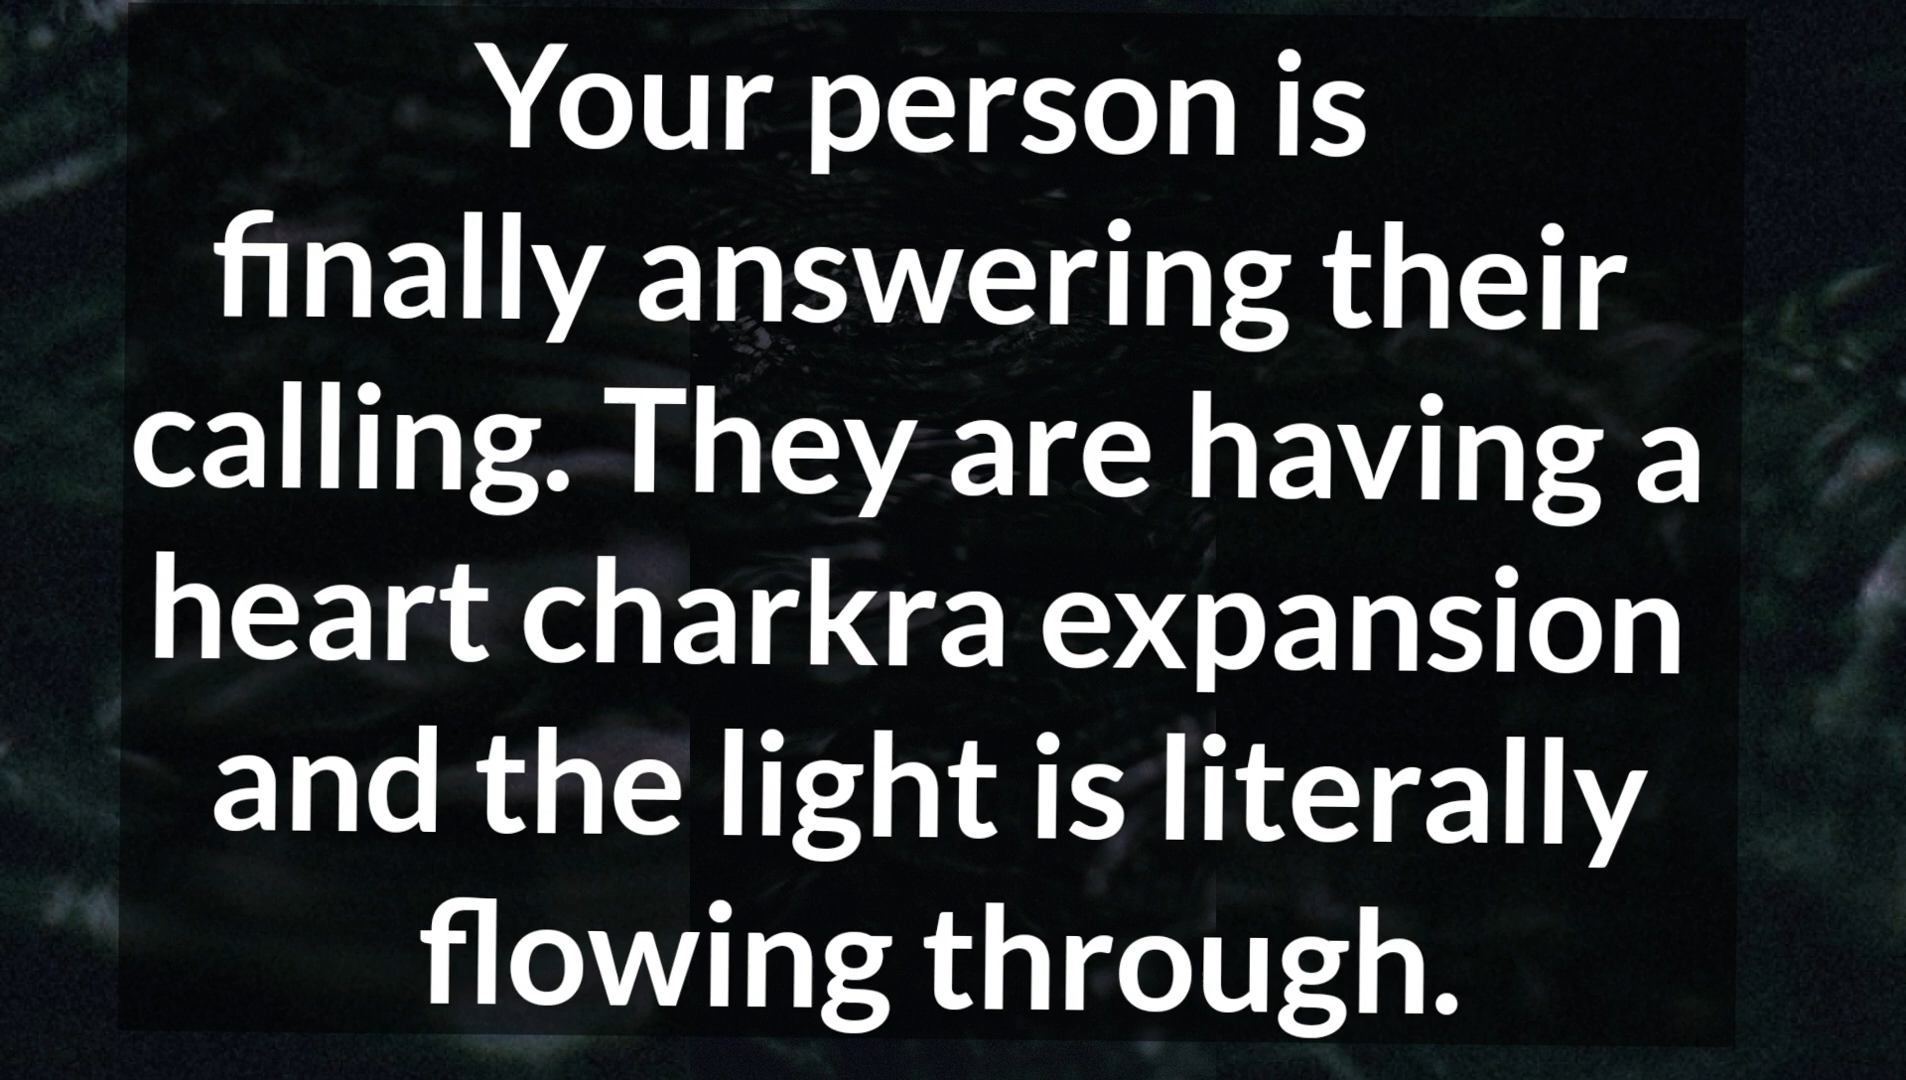 Your person is
finally answering their
calling. They are having a
heart charkra expansion
and the light is literally
flowing through.